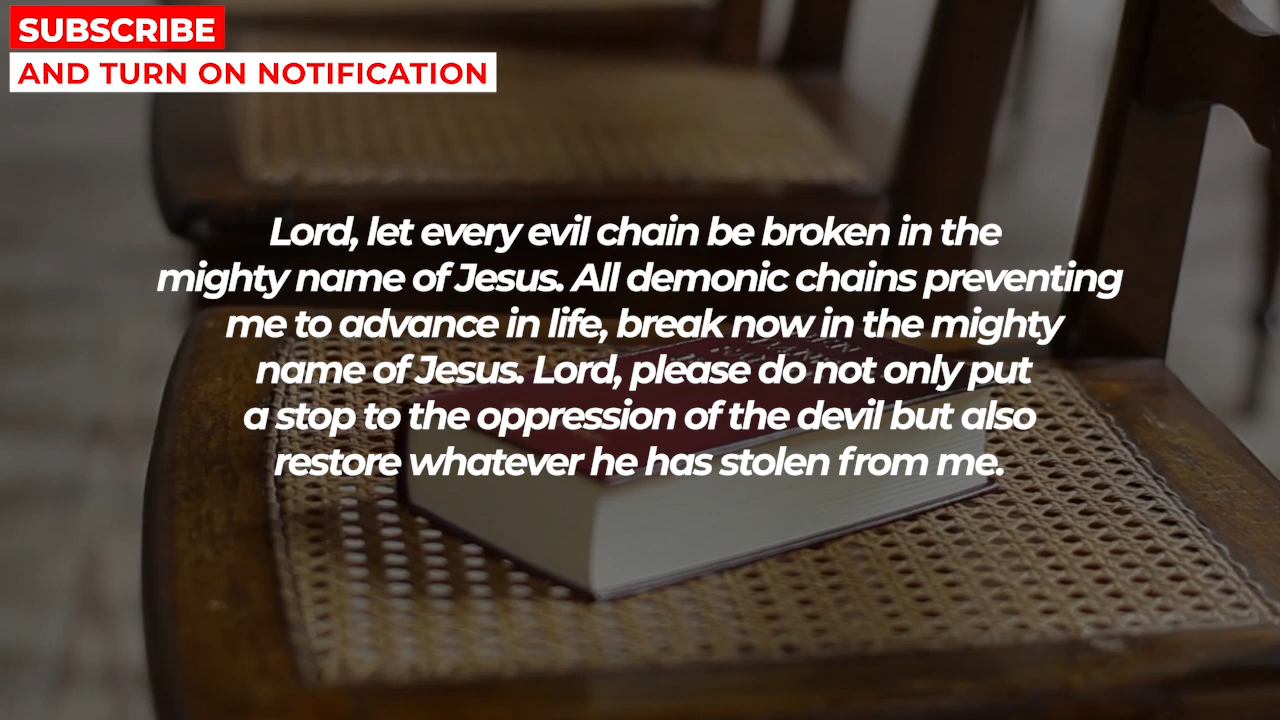 SUBSCRIBE
AND TURN ON NOTIFICATION
Lord, let every evil chain be broken in the
mighty name of Jesus. All demonic chains preventing
me to advance in life, break now in the mighty
name of Jesus. Lord, please do not only put
a stop to the oppression of the devil but also
restore whatever he has stolen from me.